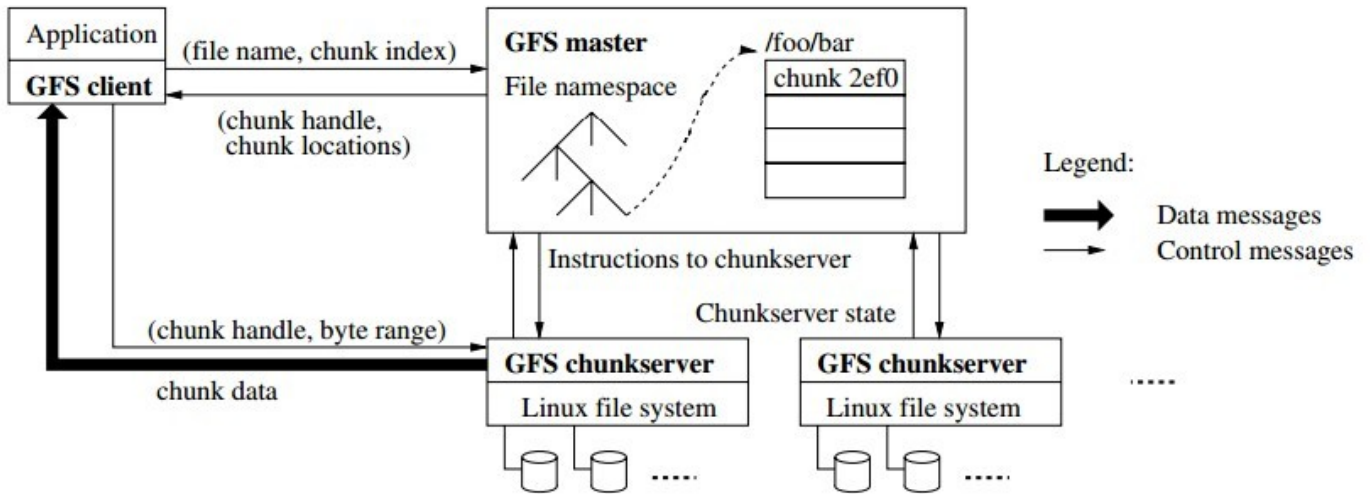 Application
GFS client
(file name, chunk index)
(chunk handle,
chunk locations)
GFS master
File namespace
/foo/bar
chunk 2ef0
Legend:
Data messages
Control messages
Instructions to chunkserver
Chunkserver state
(chunk handle, byte range)
chunk data
GFS chunkserver
Linux file system
GFS chunkserver
Linux file system